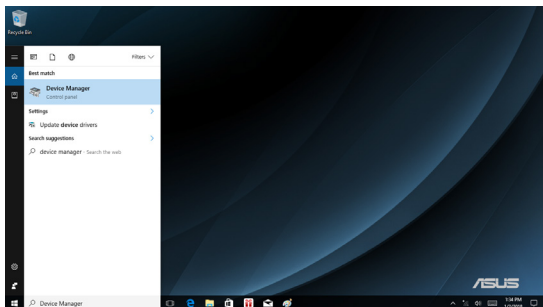 Recycle Bin
Filters
Best match
Device Manager
Control panel
Settings
Update device drivers
Search suggestions
device manager - Search the web
ASUS
Device Manager
1:34 PM